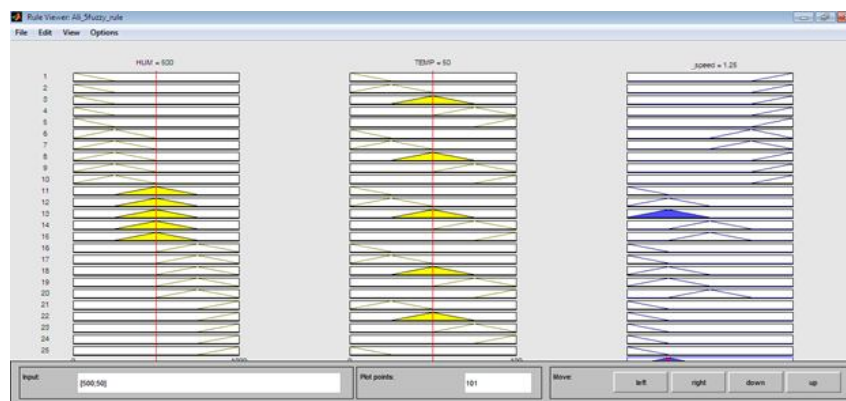 Rule Viewer: Ali_5fuzzy_rule
File Edit View Options
HUM = 500
TEMP = 50
_speed = 1.25
1
2
3
4
5
6
7
8
9
10
11
12
13
14
15
16
17
18
19
20
21
22
23
24
25
Input:
[500;50]
Plot points:
101
Move:
left
right
down
up